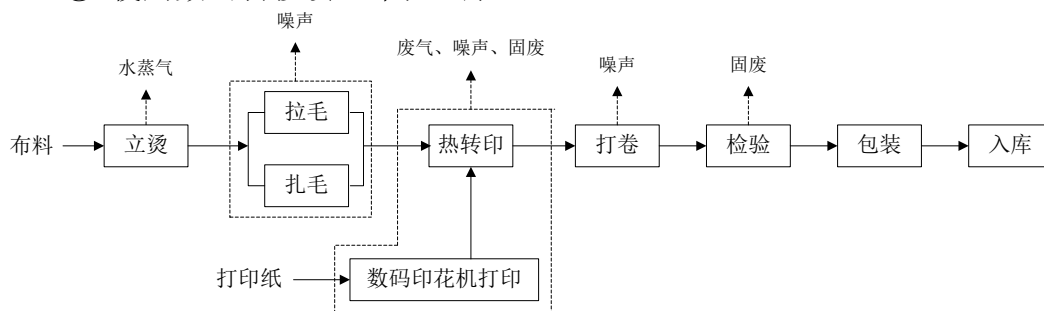 噪声
废气、噪声、固废
水蒸气
噪声
固废
拉毛
布料
立烫
热转印
打卷
检验
包装
入库
扎毛
打印纸
数码印花机打印